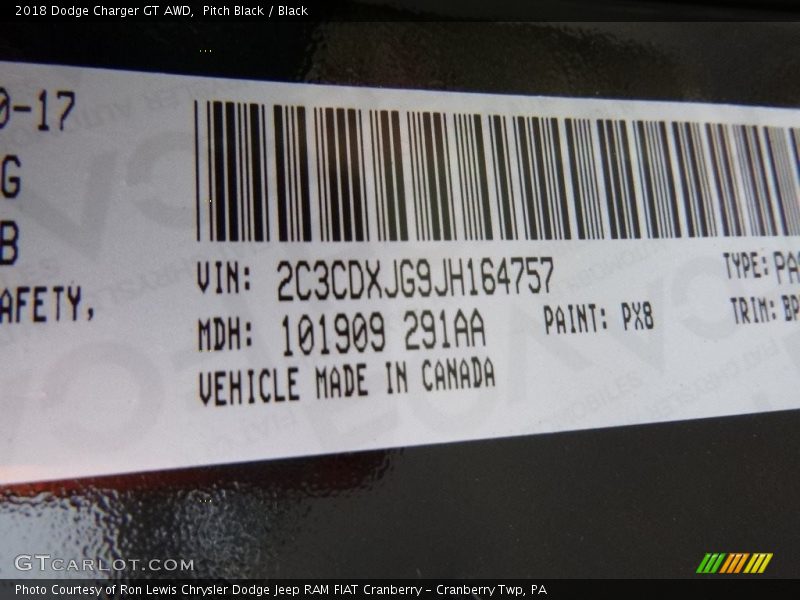 2018 Dodge Charger GT AWD, Pitch Black / Black
0-17
G
B
AFETY,
VIN: 2C3CDXJG9JH164757
MDH: 101909 291AA
PAINT: PX8
VEHICLE MADE IN CANADA
TYPE: PAS
TRIM: BP
GTCARLOT.COM
Photo Courtesy of Ron Lewis Chrysler Dodge Jeep RAM FIAT Cranberry - Cranberry Twp, PA